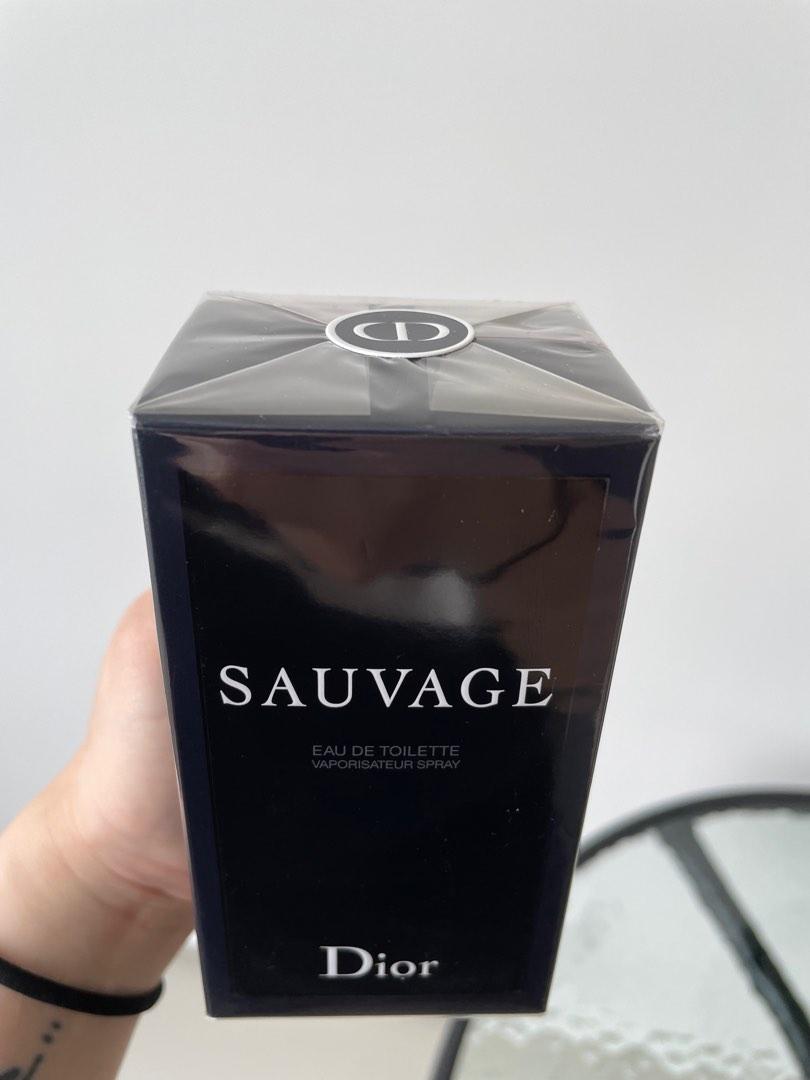 SAUVAGE
EAU DE TOILETTE
VAPORISATEUR SPRAY
Dior